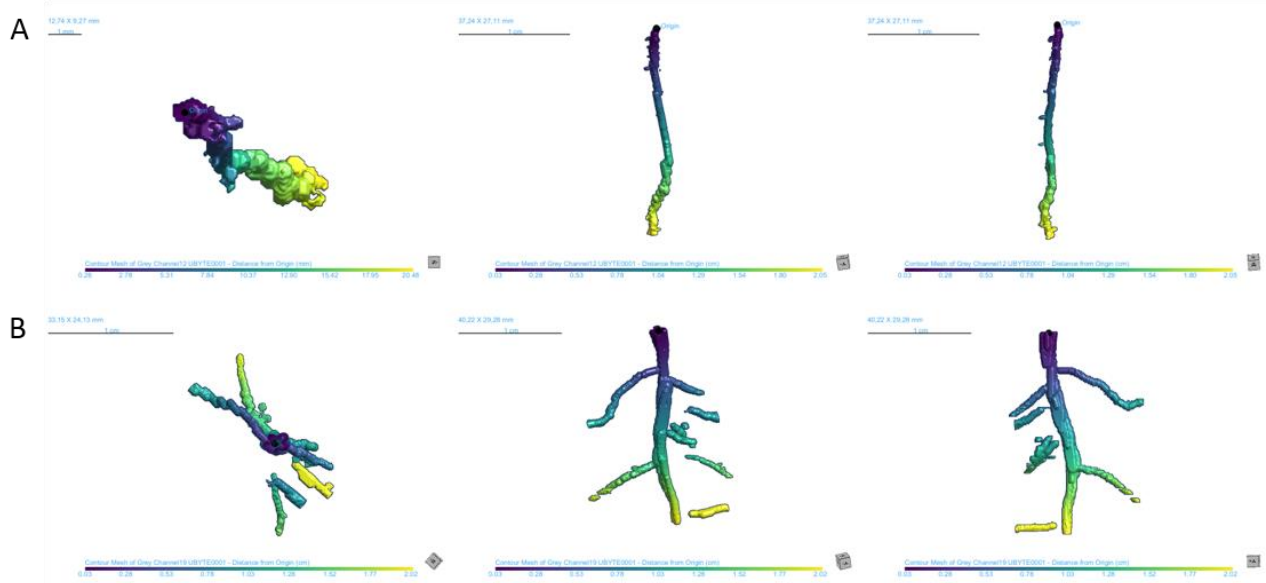 A
12,74 X 9,27 mm
1 mm
Contour Mesh of Grey Channel12 UBYTE0001 - Distance from Origin (mm)
0.26 2.78 5.31 7.84 10.37 12.90 15.42 17.95 20.48
37,24 X 27,11 mm
1 cm
Origin
Contour Mesh of Grey Channel12 UBYTE0001 - Distance from Origin (cm)
0.03 0.28 0.53 0.78 1.04 1.29 1.54 1.80 2.05
37,24 X 27,11 mm
1 cm
Origin
Contour Mesh of Grey Channel12 UBYTE0001 - Distance from Origin (cm)
0.03 0.28 0.53 0.78 1.04 1.29 1.54 1.80 2.05
B
33,15 X 24,13 mm
1 cm
Contour Mesh of Grey Channel19 UBYTE0001 - Distance from Origin (cm)
0.03 0.28 0.53 0.78 1.03 1.28 1.52 1.77 2.02
40,22 X 29,28 mm
1 cm
Contour Mesh of Grey Channel19 UBYTE0001 - Distance from Origin (cm)
0.03 0.28 0.53 0.78 1.03 1.28 1.52 1.77 2.02
40,22 X 29,28 mm
1 cm
Contour Mesh of Grey Channel19 UBYTE0001 - Distance from Origin (cm)
0.03 0.28 0.53 0.78 1.03 1.28 1.52 1.77 2.02